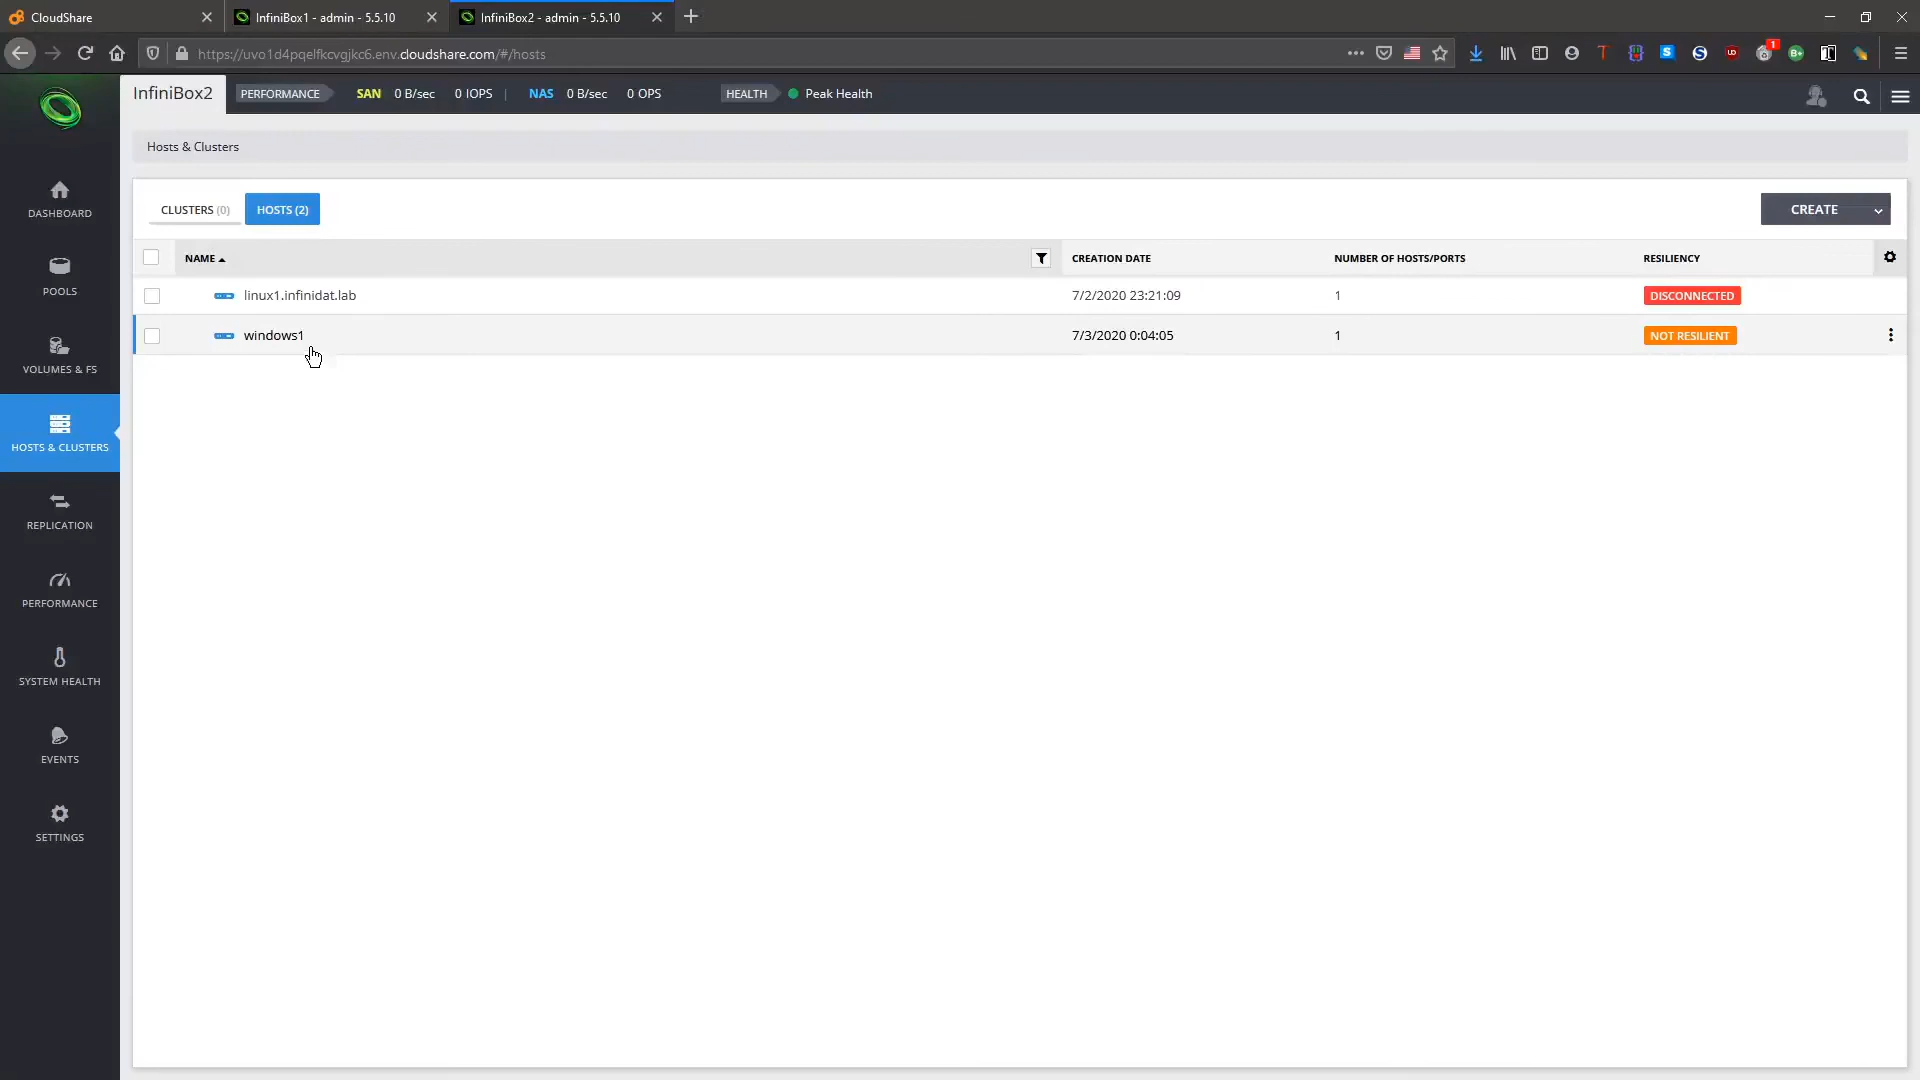 CloudShare
InfiniBox1 - admin - 5.5.10
InfiniBox2 - admin - 5.5.10
https://uvo1d4pqelfkcvgjkc6.env.cloudshare.com/#/hosts
1
InfiniBox2
PERFORMANCE
SAN 0 B/sec 0 IOPS | NAS 0 B/sec 0 OPS
HEALTH
Peak Health
Hosts & Clusters
CLUSTERS (0)
HOSTS (2)
CREATE
NAME
CREATION DATE
NUMBER OF HOSTS/PORTS
RESILIENCY
linux1.infinidat.lab 7/2/2020 23:21:09 1 DISCONNECTED
windows1 7/3/2020 0:04:05 1 NOT RESILIENT
DASHBOARD
POOLS
VOLUMES & FS
HOSTS & CLUSTERS
REPLICATION
PERFORMANCE
SYSTEM HEALTH
EVENTS
SETTINGS